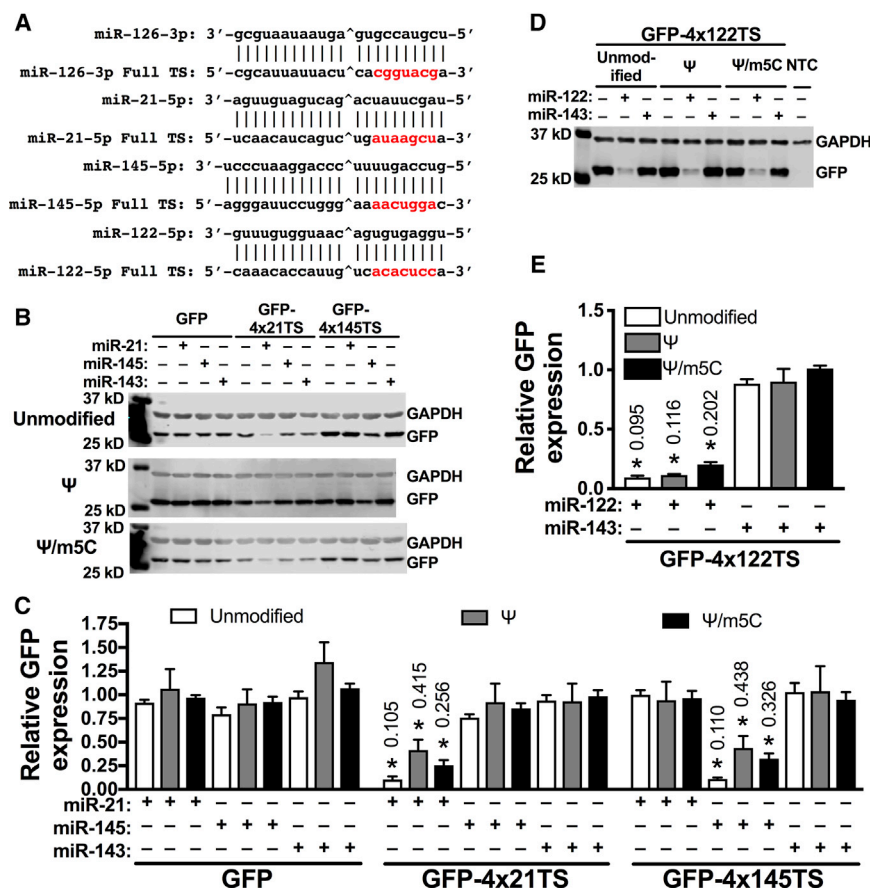 A
miR-126-3p: 3’-gcguaauaauga^gugccaugcu-5’
|||||||||||| ||||||||||
miR-126-3p Full TS: 5’-cgcauuauuacu^cacgguacga-3’
miR-21-5p: 3’-aguuguagucag^acuauucgau-5’
|||||||||||| ||||||||||
miR-21-5p Full TS: 5’-ucaacaucaguc^ugauaagcua-3’
miR-145-5p: 3’-ucccuaaggaccc^uuuugaccug-5’
||||||||||||| ||||||||||
miR-145-5p Full TS: 5’-agggauuccuggg^aaaacuggac-3’
miR-122-5p: 3’-guuugugguaac^agugugaggu-5’
|||||||||||| ||||||||||
miR-122-5p Full TS: 5’-caaacaccauug^ucacacucca-3’
B
GFP GFP-4x21TS GFP-4x145TS
miR-21: – + – – – + – – – + – –
miR-145: – – + – – – + – – – + –
miR-143: – – – + – – – + – – – +
37 kD
Unmodified GAPDH
25 kD GFP
37 kD
Ψ GAPDH
GFP
25 kD
37 kD
Ψ/m5C GAPDH
GFP
25 kD
C
Relative GFP expression
Unmodified Ψ Ψ/m5C
1.75
1.50
1.25
1.00
0.75
0.50
0.25
0.00
* 0.105 * 0.415 * 0.256
* 0.110 * 0.438 * 0.326
miR-21: + + + – – – – – – + + + – – – – – – + + + – – – – – –
miR-145: – – – + + + – – – – – – + + + – – – – – – + + + – – –
miR-143: – – – – – – + + + – – – – – – + + + – – – – – – + + +
GFP GFP-4x21TS GFP-4x145TS
D
GFP-4x122TS
Unmod-ified Ψ Ψ/m5C NTC
miR-122: – + – – + – – + – –
miR-143: – – + – – + – – + –
37 kD
GAPDH
GFP
25 kD
E
Relative GFP expression
Unmodified
Ψ
Ψ/m5C
1.5
1.0
0.5
0.0
* 0.095 * 0.116 * 0.202
miR-122: + + + – – –
miR-143: – – – + + +
GFP-4x122TS